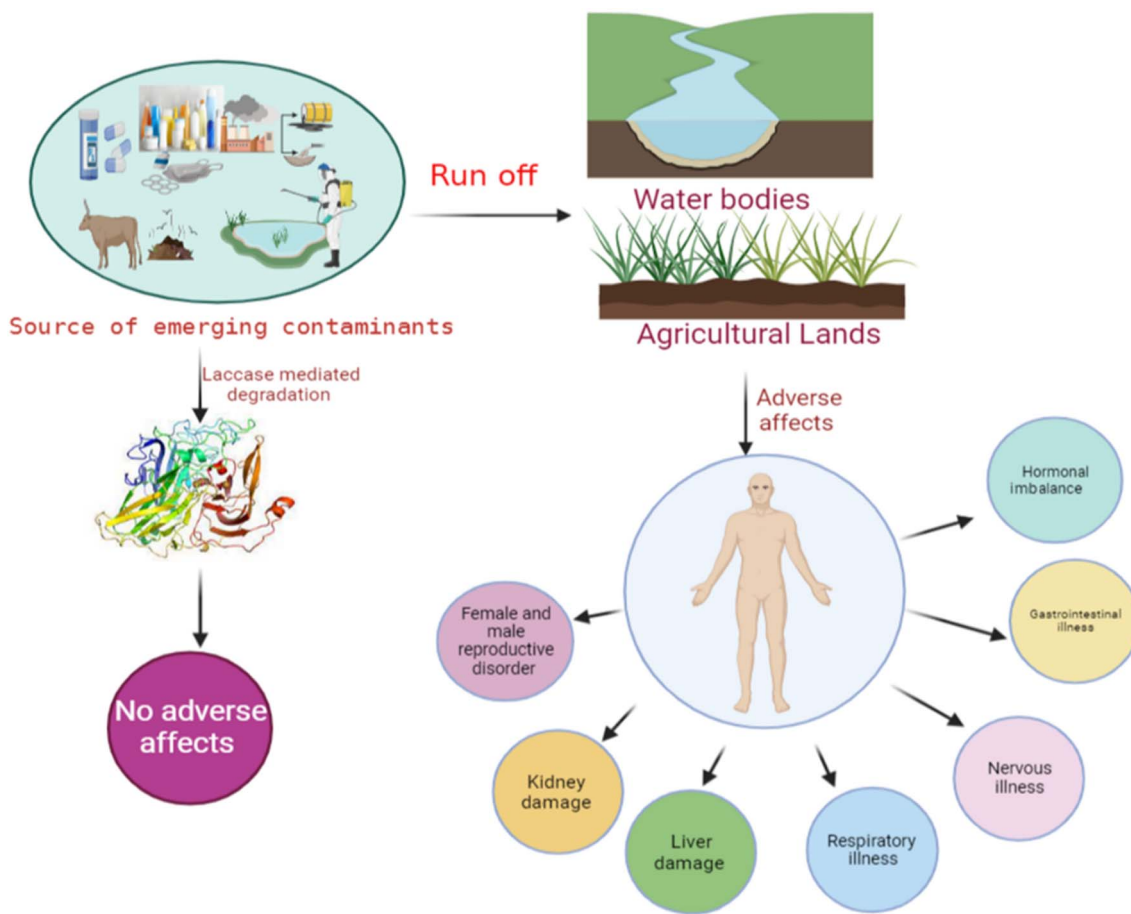 Run off
Water bodies
Agricultural Lands
Source of emerging contaminants
Laccase mediated
degradation
Adverse
affects
No adverse
affects
Hormonal
imbalance
Gastrointestinal
illness
Nervous
illness
Respiratory
illness
Liver
damage
Kidney
damage
Female and
male
reproductive
disorder